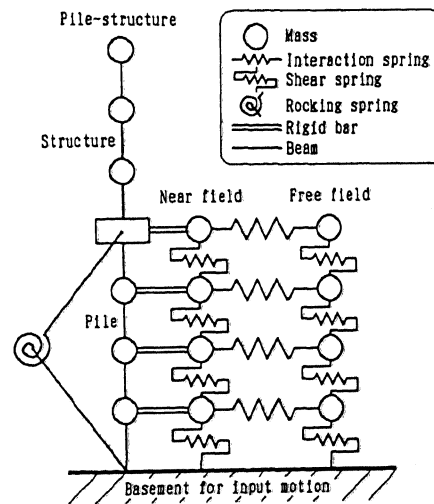 Pile-structure
Mass
Interaction spring
Shear spring
Rocking spring
Rigid bar
Beam
Structure
Near field
Free field
Pile
Basement for input motion